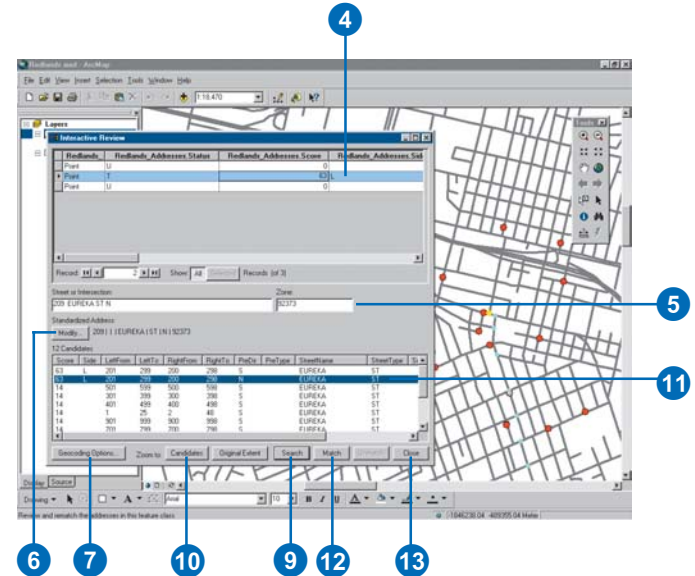 4
Redlands.mxd - ArcMap
File Edit View Insert Selection Tools Window Help
1:18,470
Layers
Tools
Interactive Review
Redlands_ Redlands_Addresses.Status Redlands_Addresses.Score Redlands_Addresses.Sid
Point U 0
Point T 63 L
Point U 0
Record: 2 Show: All Selected Records (of 3)
Street or Intersection: Zone:
209 EUREKA ST N 92373
5
Standardized Address:
Modify... 209 | | | EUREKA | ST | N | 92373
12 Candidates
Score Side LeftFrom LeftTo RightFrom RightTo PreDir PreType StreetName StreetType
63 L 201 299 200 298 S EUREKA ST
63 L 201 299 200 298 N EUREKA ST
11
14 501 599 500 598 S EUREKA ST
14 301 399 300 398 S EUREKA ST
14 401 499 400 498 S EUREKA ST
14 1 25 2 48 S EUREKA ST
14 901 999 900 998 S EUREKA ST
14 701 799 700 798 S EUREKA ST
Geocoding Options... Zoom to: Candidates Original Extent Search Match Close
Display Source
Drawing Arial 10 B I U A
Review and rematch the addresses in this feature class
6 7 10 9 12 13